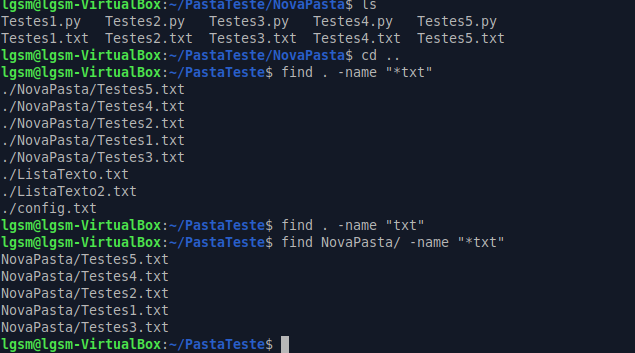 lgsm@lgsm-VirtualBox:~/PastaTeste/NovaPasta$ ls
Testes1.py   Testes2.py   Testes3.py   Testes4.py   Testes5.py
Testes1.txt  Testes2.txt  Testes3.txt  Testes4.txt  Testes5.txt
lgsm@lgsm-VirtualBox:~/PastaTeste/NovaPasta$ cd ..
lgsm@lgsm-VirtualBox:~/PastaTeste$ find . -name "*txt"
./NovaPasta/Testes5.txt
./NovaPasta/Testes4.txt
./NovaPasta/Testes2.txt
./NovaPasta/Testes1.txt
./NovaPasta/Testes3.txt
./ListaTexto.txt
./ListaTexto2.txt
./config.txt
lgsm@lgsm-VirtualBox:~/PastaTeste$ find . -name "txt"
lgsm@lgsm-VirtualBox:~/PastaTeste$ find NovaPasta/ -name "*txt"
NovaPasta/Testes5.txt
NovaPasta/Testes4.txt
NovaPasta/Testes2.txt
NovaPasta/Testes1.txt
NovaPasta/Testes3.txt
lgsm@lgsm-VirtualBox:~/PastaTeste$